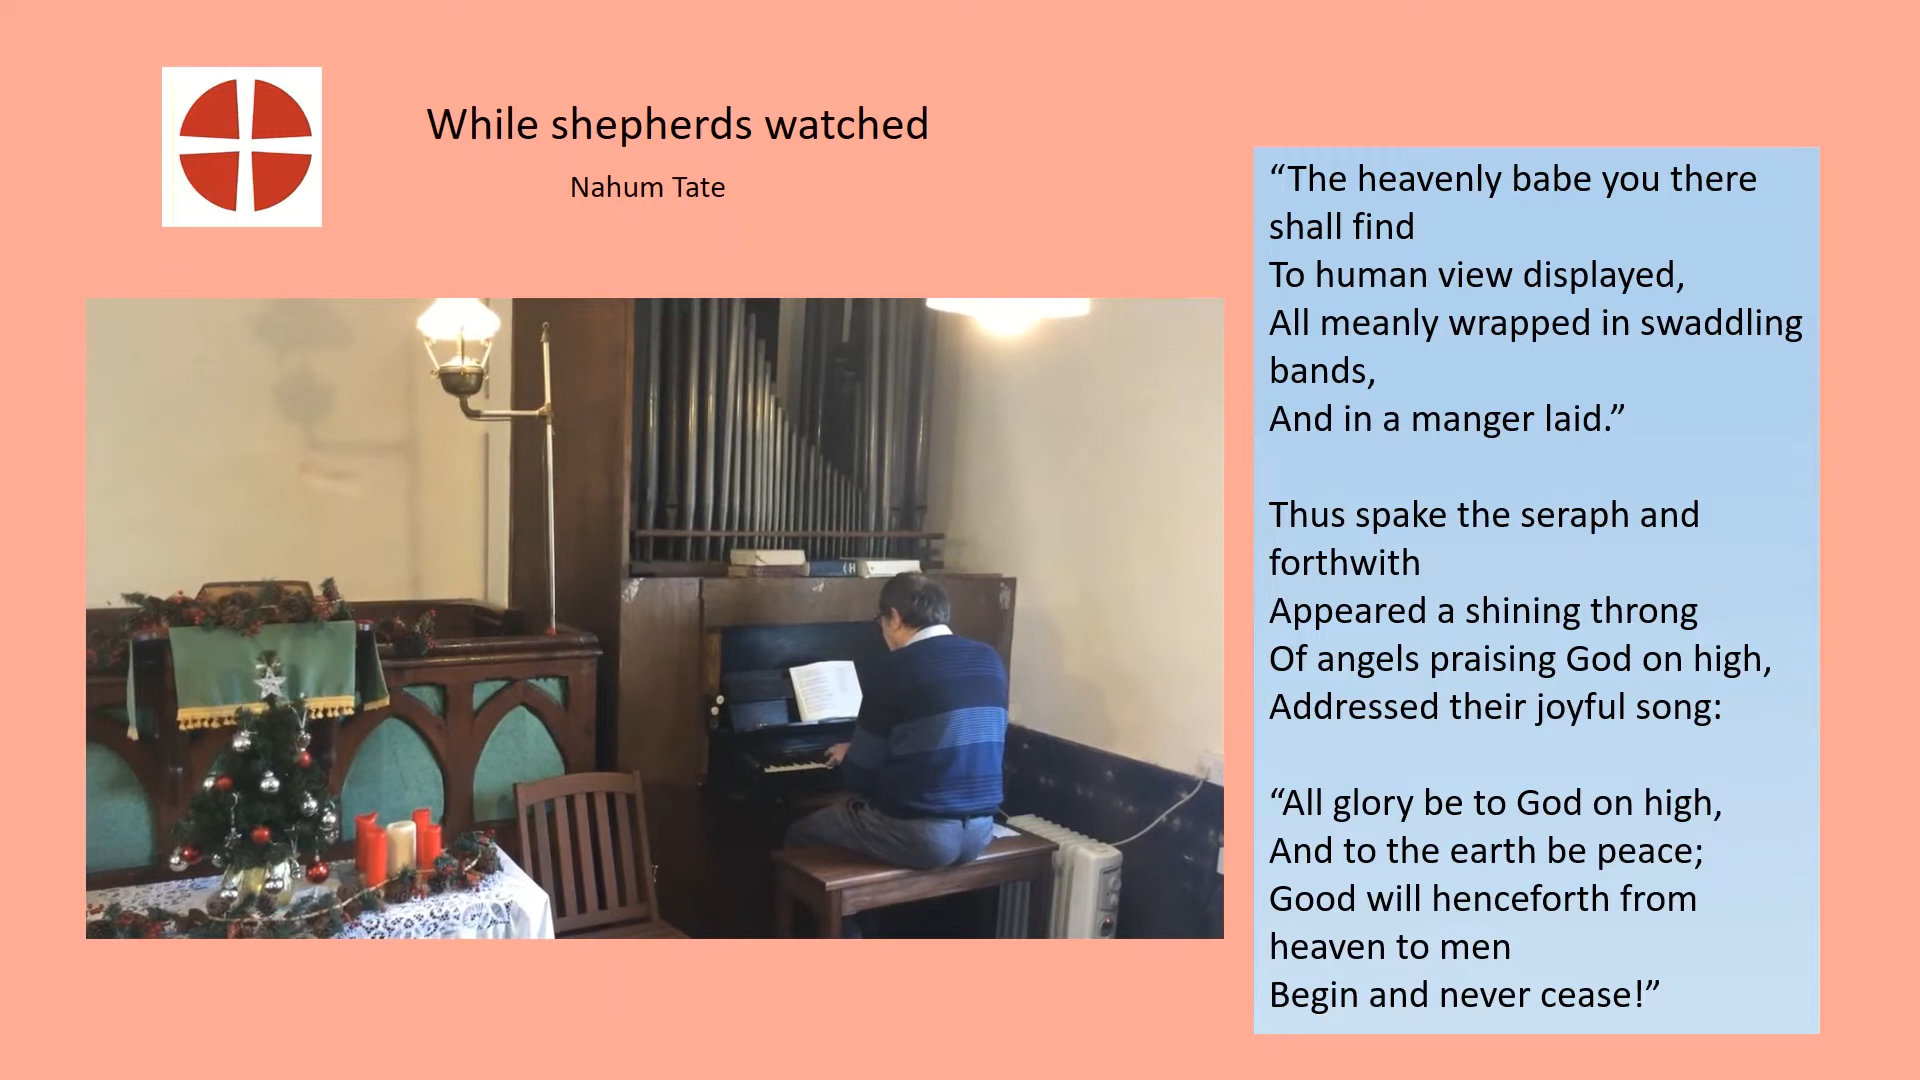 While shepherds watched
Nahum Tate
“The heavenly babe you there
shall find
To human view displayed,
All meanly wrapped in swaddling
bands,
And in a manger laid.”
Thus spake the seraph and
forthwith
Appeared a shining throng
Of angels praising God on high,
Addressed their joyful song:
“All glory be to God on high,
And to the earth be peace;
Good will henceforth from
heaven to men
Begin and never cease!”